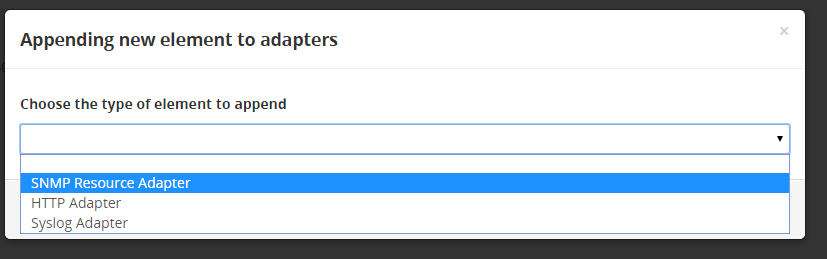 Appending new element to adapters
×
Choose the type of element to append
SNMP Resource Adapter
HTTP Adapter
Syslog Adapter